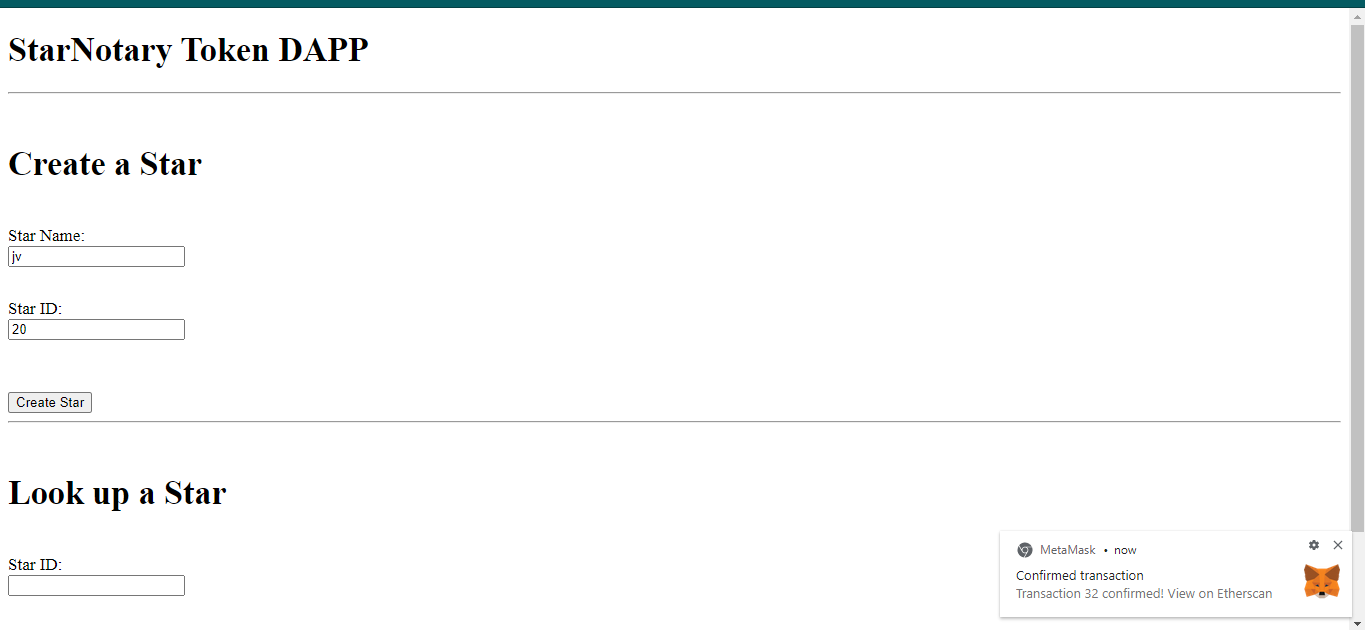 StarNotary Token DAPP
Create a Star
Star Name:
jv
Star ID:
20
Create Star
Look up a Star
Star ID:
MetaMask • now
Confirmed transaction
Transaction 32 confirmed! View on Etherscan